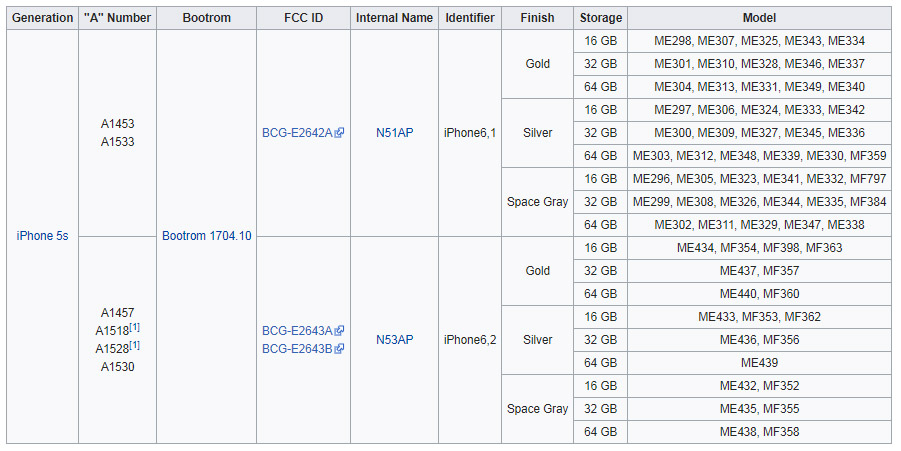 Generation "A" Number Bootrom FCC ID Internal Name Identifier Finish Storage Model
iPhone 5s
A1453
A1533
Bootrom 1704.10
BCG-E2642A
N51AP
iPhone6,1
Gold
16 GB ME298, ME307, ME325, ME343, ME334
32 GB ME301, ME310, ME328, ME346, ME337
64 GB ME304, ME313, ME331, ME349, ME340
Silver
16 GB ME297, ME306, ME324, ME333, ME342
32 GB ME300, ME309, ME327, ME345, ME336
64 GB ME303, ME312, ME348, ME339, ME330, MF359
Space Gray
16 GB ME296, ME305, ME323, ME341, ME332, MF797
32 GB ME299, ME308, ME326, ME344, ME335, MF384
64 GB ME302, ME311, ME329, ME347, ME338
A1457
A1518[1]
A1528[1]
A1530
BCG-E2643A
BCG-E2643B
N53AP
iPhone6,2
Gold
16 GB ME434, MF354, MF398, MF363
32 GB ME437, MF357
64 GB ME440, MF360
Silver
16 GB ME433, MF353, MF362
32 GB ME436, MF356
64 GB ME439
Space Gray
16 GB ME432, MF352
32 GB ME435, MF355
64 GB ME438, MF358